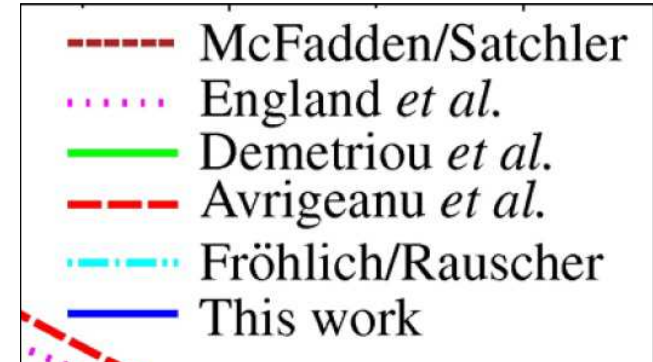 McFadden/Satchler
England et al.
Demetriou et al.
Avrigeanu et al.
Fröhlich/Rauscher
This work